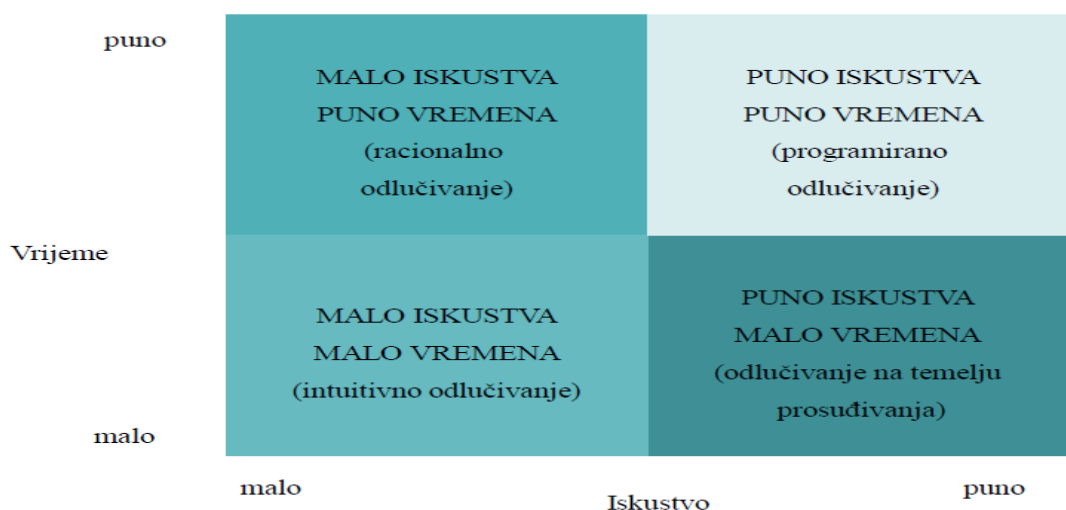 puno
MALO ISKUSTVA
PUNO VREMENA
(racionalno
odlučivanje)
PUNO ISKUSTVA
PUNO VREMENA
(programirano
odlučivanje)
Vrijeme
MALO ISKUSTVA
MALO VREMENA
(intuitivno odlučivanje)
PUNO ISKUSTVA
MALO VREMENA
(odlučivanje na temelju
prosuđivanja)
malo
malo
Iskustvo
puno